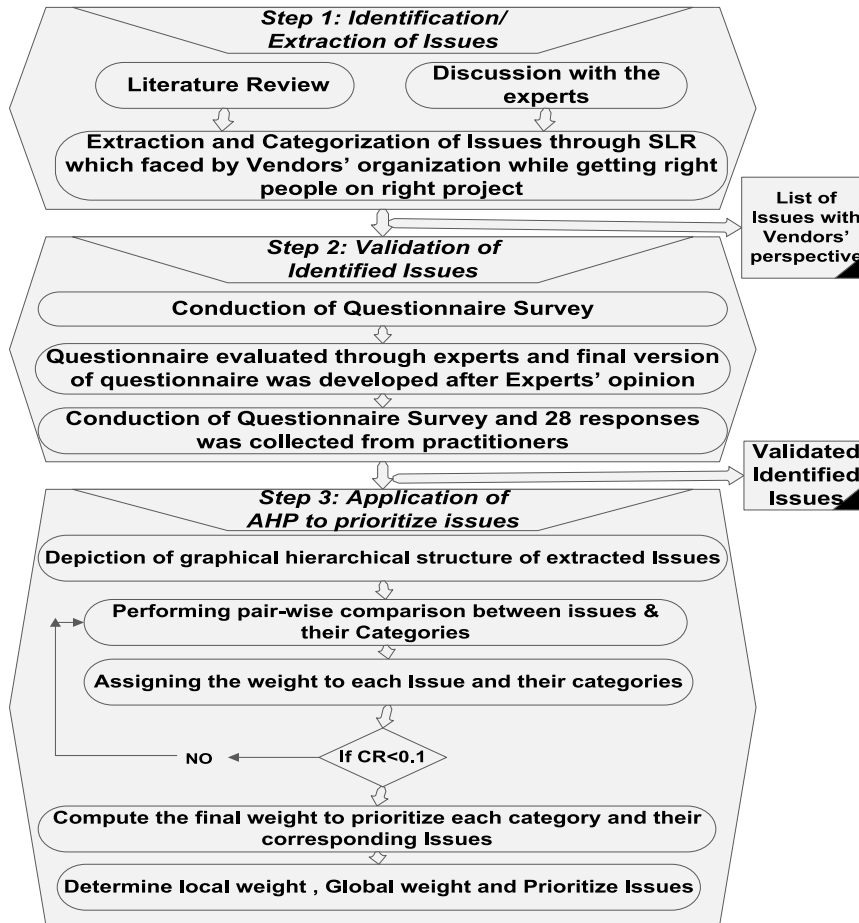 Step 1: Identification/
Extraction of Issues
Literature Review
Discussion with the
experts
Extraction and Categorization of Issues through SLR
which faced by Vendors’ organization while getting right
people on right project
List of
Issues with
Vendors’
perspective
Step 2: Validation of
Identified Issues
Conduction of Questionnaire Survey
Questionnaire evaluated through experts and final version
of questionnaire was developed after Experts’ opinion
Conduction of Questionnaire Survey and 28 responses
was collected from practitioners
Validated
Identified
Issues
Step 3: Application of
AHP to prioritize issues
Depiction of graphical hierarchical structure of extracted Issues
Performing pair-wise comparison between issues &
their Categories
Assigning the weight to each Issue and their categories
If CR<0.1
NO
Compute the final weight to prioritize each category and their
corresponding Issues
Determine local weight , Global weight and Prioritize Issues